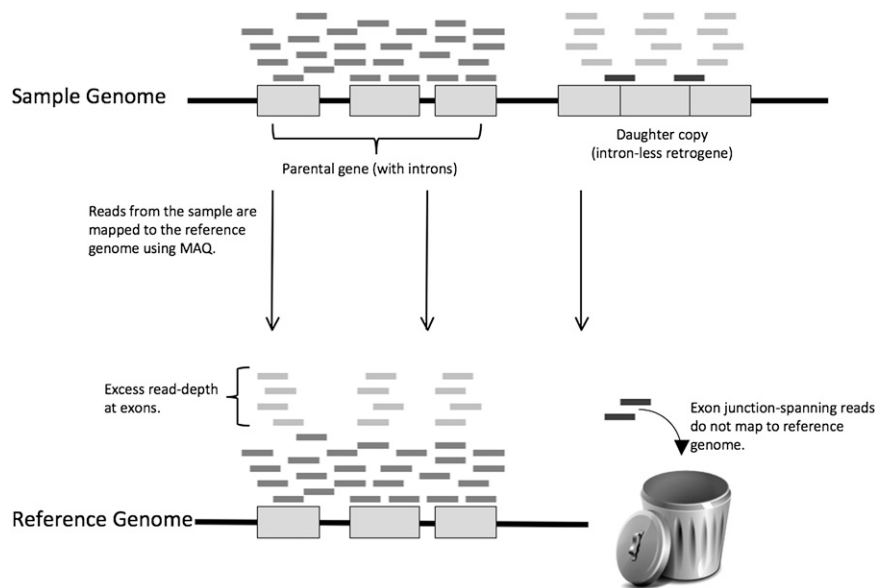 Sample Genome
Parental gene (with introns)
Daughter copy
(intron-less retrogene)
Reads from the sample are
mapped to the reference
genome using MAQ.
Excess read-depth
at exons.
Exon junction-spanning reads
do not map to reference
genome.
Reference Genome